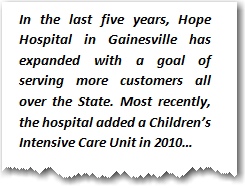 In the last five years, Hope
Hospital in Gainesville has
expanded with a goal of
serving more customers all
over the State. Most recently,
the hospital added a Children’s
Intensive Care Unit in 2010…